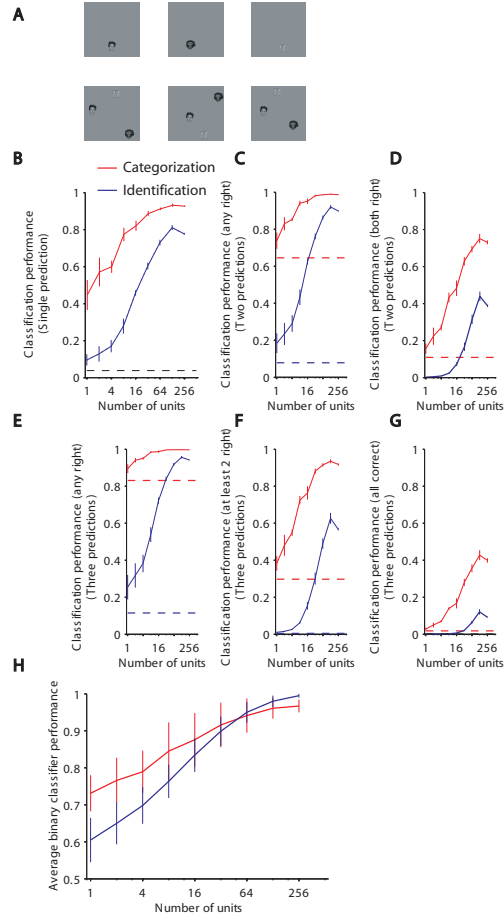 A
B
Categorization
Identification
C
D
Classification performance
(Single prediction)
1
0.8
0.6
0.4
0.2
0
1 4 16 64 256
Number of units
Classification performance (any right)
(Two predictions)
1
0.8
0.6
0.4
0.2
0
1 16 256
Number of units
Classification performance (both right)
(Two predictions)
1
0.8
0.6
0.4
0.2
0
1 16 256
Number of units
E
F
G
Classification performance (any right)
(Three predictions)
1
0.8
0.6
0.4
0.2
0
1 16 256
Number of units
Classification performance (at least 2 right)
(Three predictions)
1
0.8
0.6
0.4
0.2
0
1 16 256
Number of units
Classification performance (all correct)
(Three predictions)
1
0.8
0.6
0.4
0.2
0
1 16 256
Number of units
H
Average binary classifier performance
1
0.9
0.8
0.7
0.6
0.5
1 4 16 64 256
Number of units